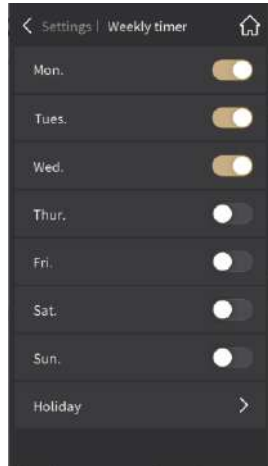 Settings | Weekly timer
Mon.
Tues.
Wed.
Thur.
Fri.
Sat.
Sun.
Holiday